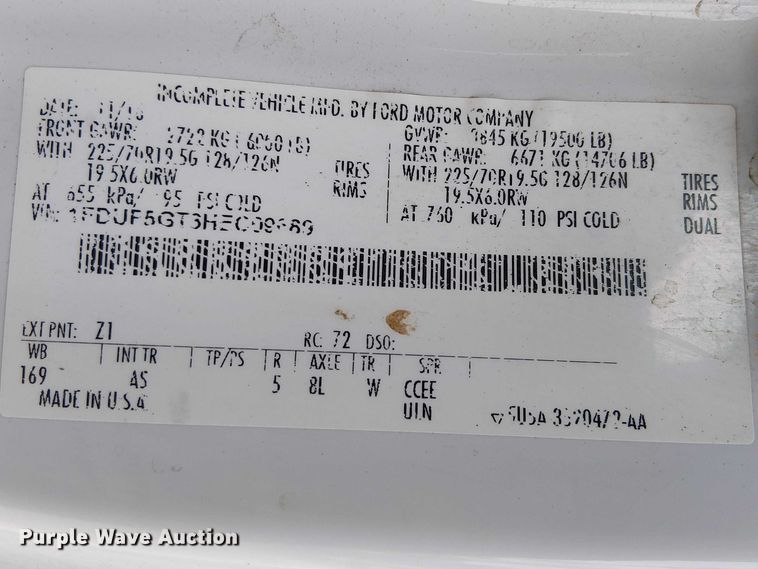 INCOMPLETE VEHICLE MFD. BY FORD MOTOR COMPANY
DATE: 11/16 GVWR: 8845 KG (19500 LB)
FRONT GAWR: 2722 KG ( 6000 LB) REAR GAWR: 6671 KG (14706 LB)
WITH 225/70R19.5G 128/126N TIRES WITH 225/70R19.5G 128/126N TIRES
19.5X6.0RW RIMS 19.5X6.0RW RIMS
AT 655 kPa/ 95 PSI COLD AT 760 kPa/ 110 PSI COLD DUAL
VIN:
EXT PNT: Z1 RC: 72 DSO:
WB INT TR TP/PS R AXLE TR SPR
169 AS 5 8L W CCEE
MADE IN U.S.A. UIN
Purple Wave Auction